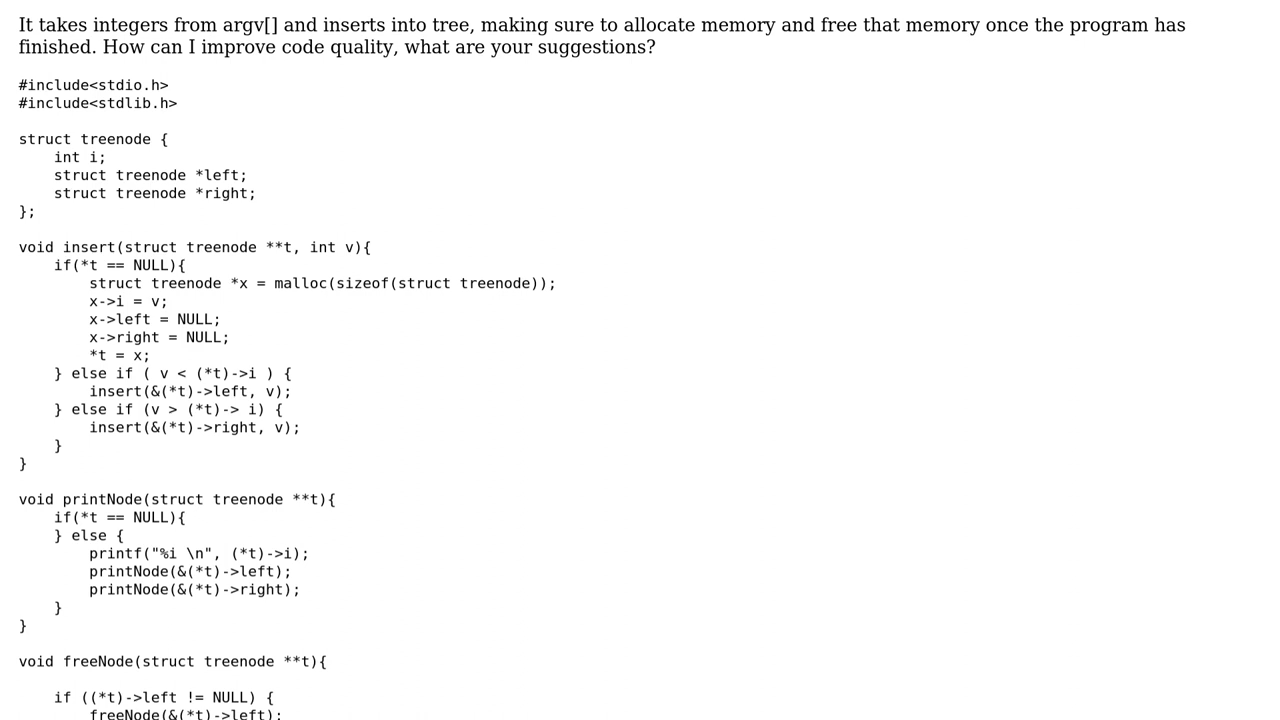 It takes integers from argv[] and inserts into tree, making sure to allocate memory and free that memory once the program has
finished. How can I improve code quality, what are your suggestions?
#include<stdio.h>
#include<stdlib.h>
struct treenode {
    int i;
    struct treenode *left;
    struct treenode *right;
};
void insert(struct treenode **t, int v){
    if(*t == NULL){
        struct treenode *x = malloc(sizeof(struct treenode));
        x->i = v;
        x->left = NULL;
        x->right = NULL;
        *t = x;
    } else if ( v < (*t)->i ) {
        insert(&(*t)->left, v);
    } else if (v > (*t)-> i) {
        insert(&(*t)->right, v);
    }
}
void printNode(struct treenode **t){
    if(*t == NULL){
    } else {
        printf("%i \n", (*t)->i);
        printNode(&(*t)->left);
        printNode(&(*t)->right);
    }
}
void freeNode(struct treenode **t){
    if ((*t)->left != NULL) {
        freeNode(&(*t)->left);